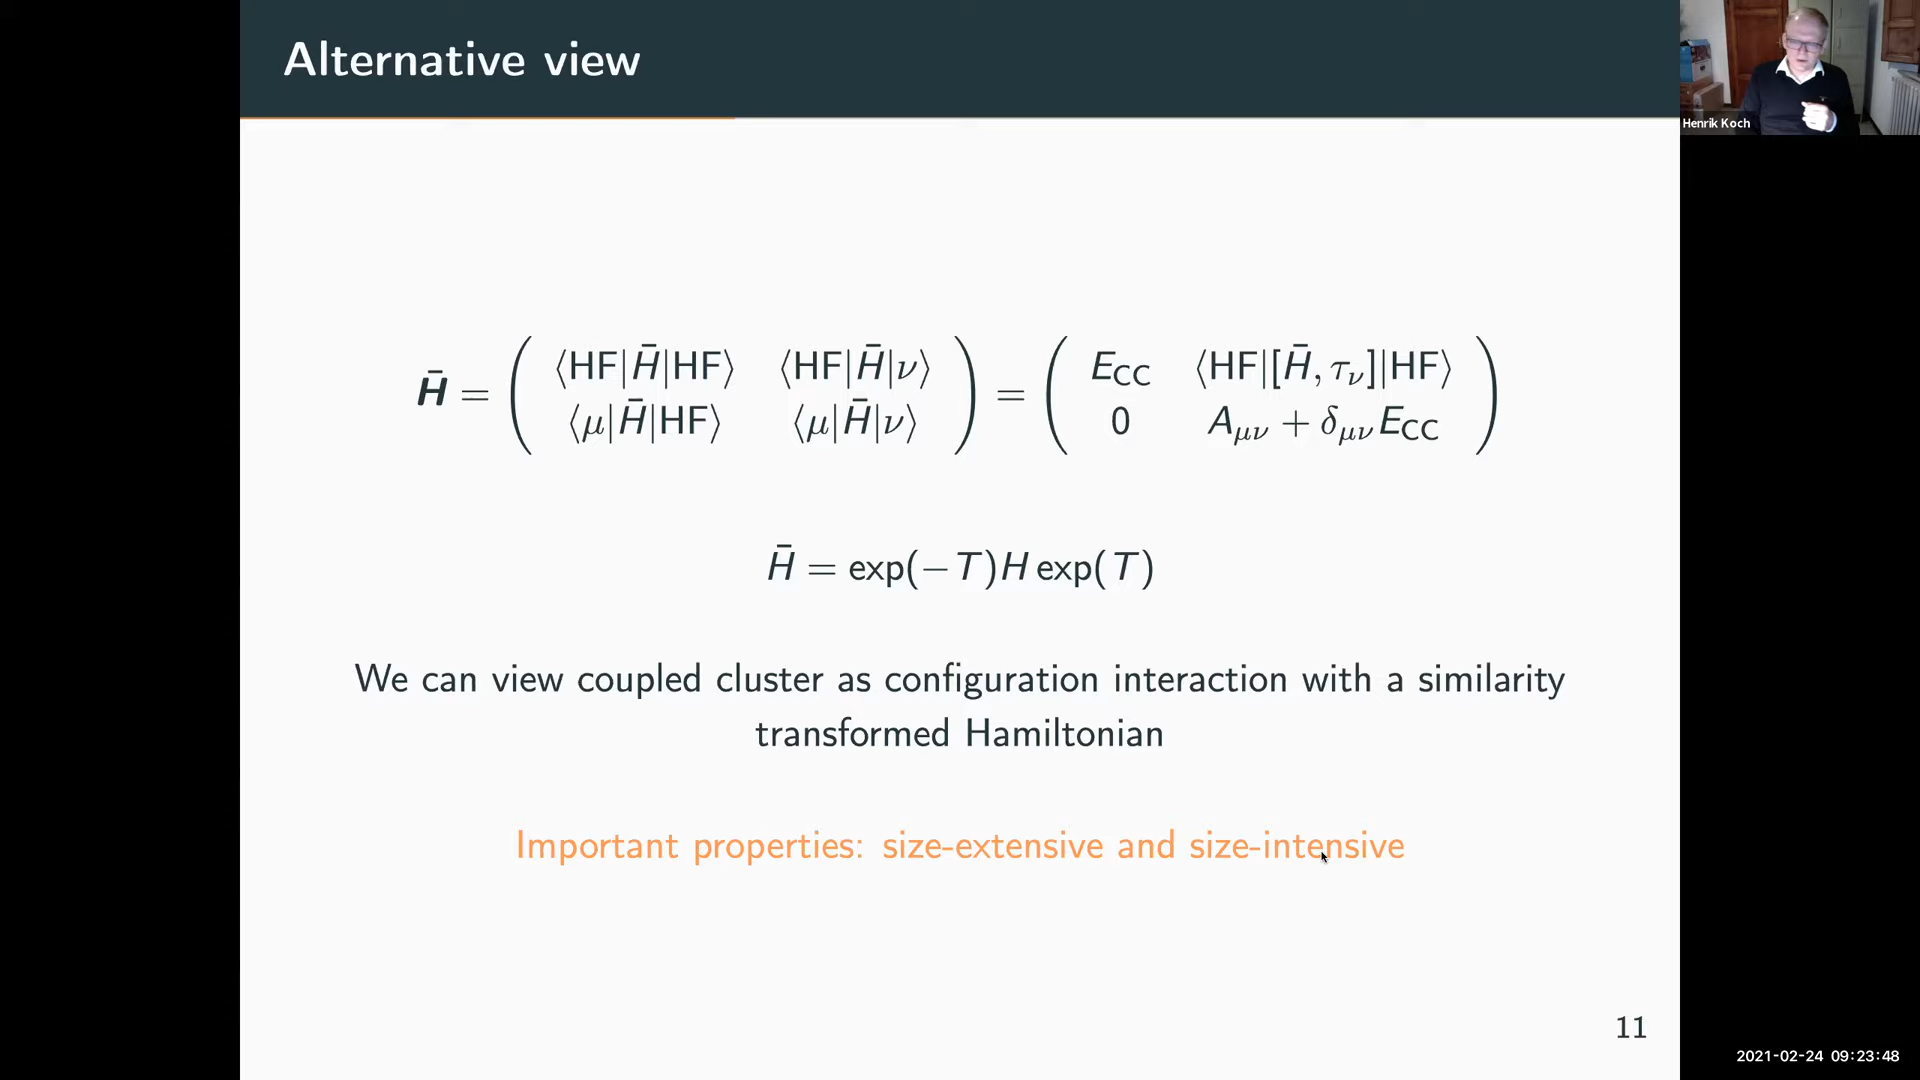 Alternative view
Henrik Koch
H̄ = ( ⟨HF|H̄|HF⟩ ⟨HF|H̄|ν⟩ ) = ( E_CC ⟨HF|[H̄, τ_ν]|HF⟩ )
( ⟨μ|H̄|HF⟩ ⟨μ|H̄|ν⟩ ) ( 0 A_μν + δ_μν E_CC )
H̄ = exp(−T)H exp(T)
We can view coupled cluster as configuration interaction with a similarity
transformed Hamiltonian
Important properties: size-extensive and size-intensive
11
2021-02-24 09:23:48